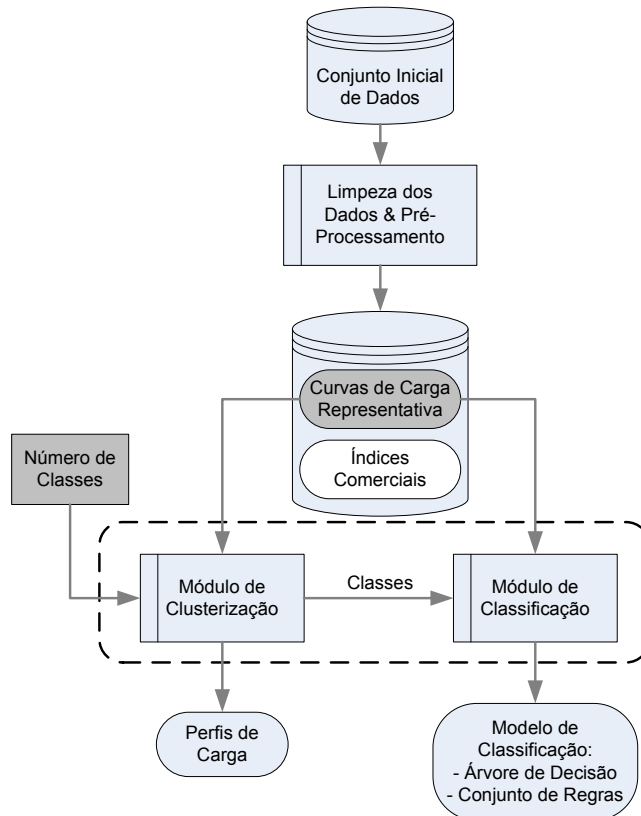 Conjunto Inicial
de Dados
Limpeza dos
Dados & Pré-
Processamento
Curvas de Carga
Representativa
Índices
Comerciais
Número de
Classes
Módulo de
Clusterização
Classes
Módulo de
Classificação
Perfis de
Carga
Modelo de
Classificação:
- Árvore de Decisão
- Conjunto de Regras